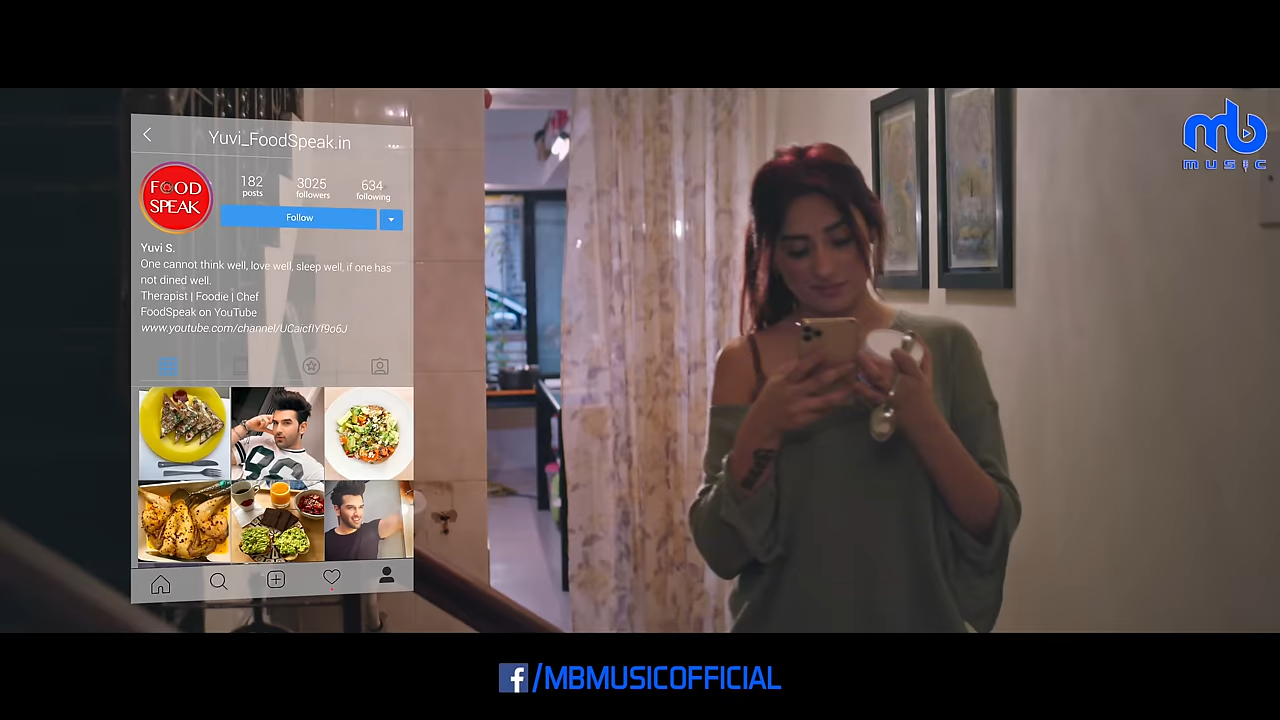 Yuvi_FoodSpeak.in
FOOD
SPEAK
182
posts
3025
followers
634
following
Follow
Yuvi S.
One cannot think well, love well, sleep well, if one has
not dined well.
Therapist | Foodie | Chef
FoodSpeak on YouTube
www.youtube.com/channel/UCaicfIYf9o6J
80
mb
MUSIC
f/MBMUSICOFFICIAL